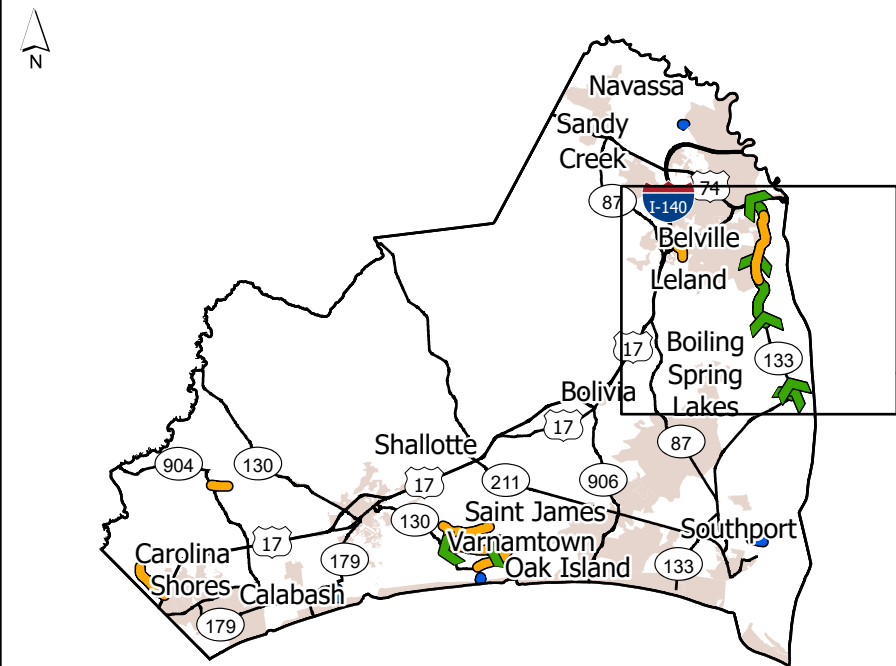 N
Navassa
Sandy
Creek
74
87
I-140
Belville
Leland
17
Boiling
Spring
Lakes
133
Bolivia
17
Shallotte
87
904
130
17
211
906
130
Saint James
17
Varnamtown
Southport
Carolina
Shores
179
Oak Island
133
Calabash
179